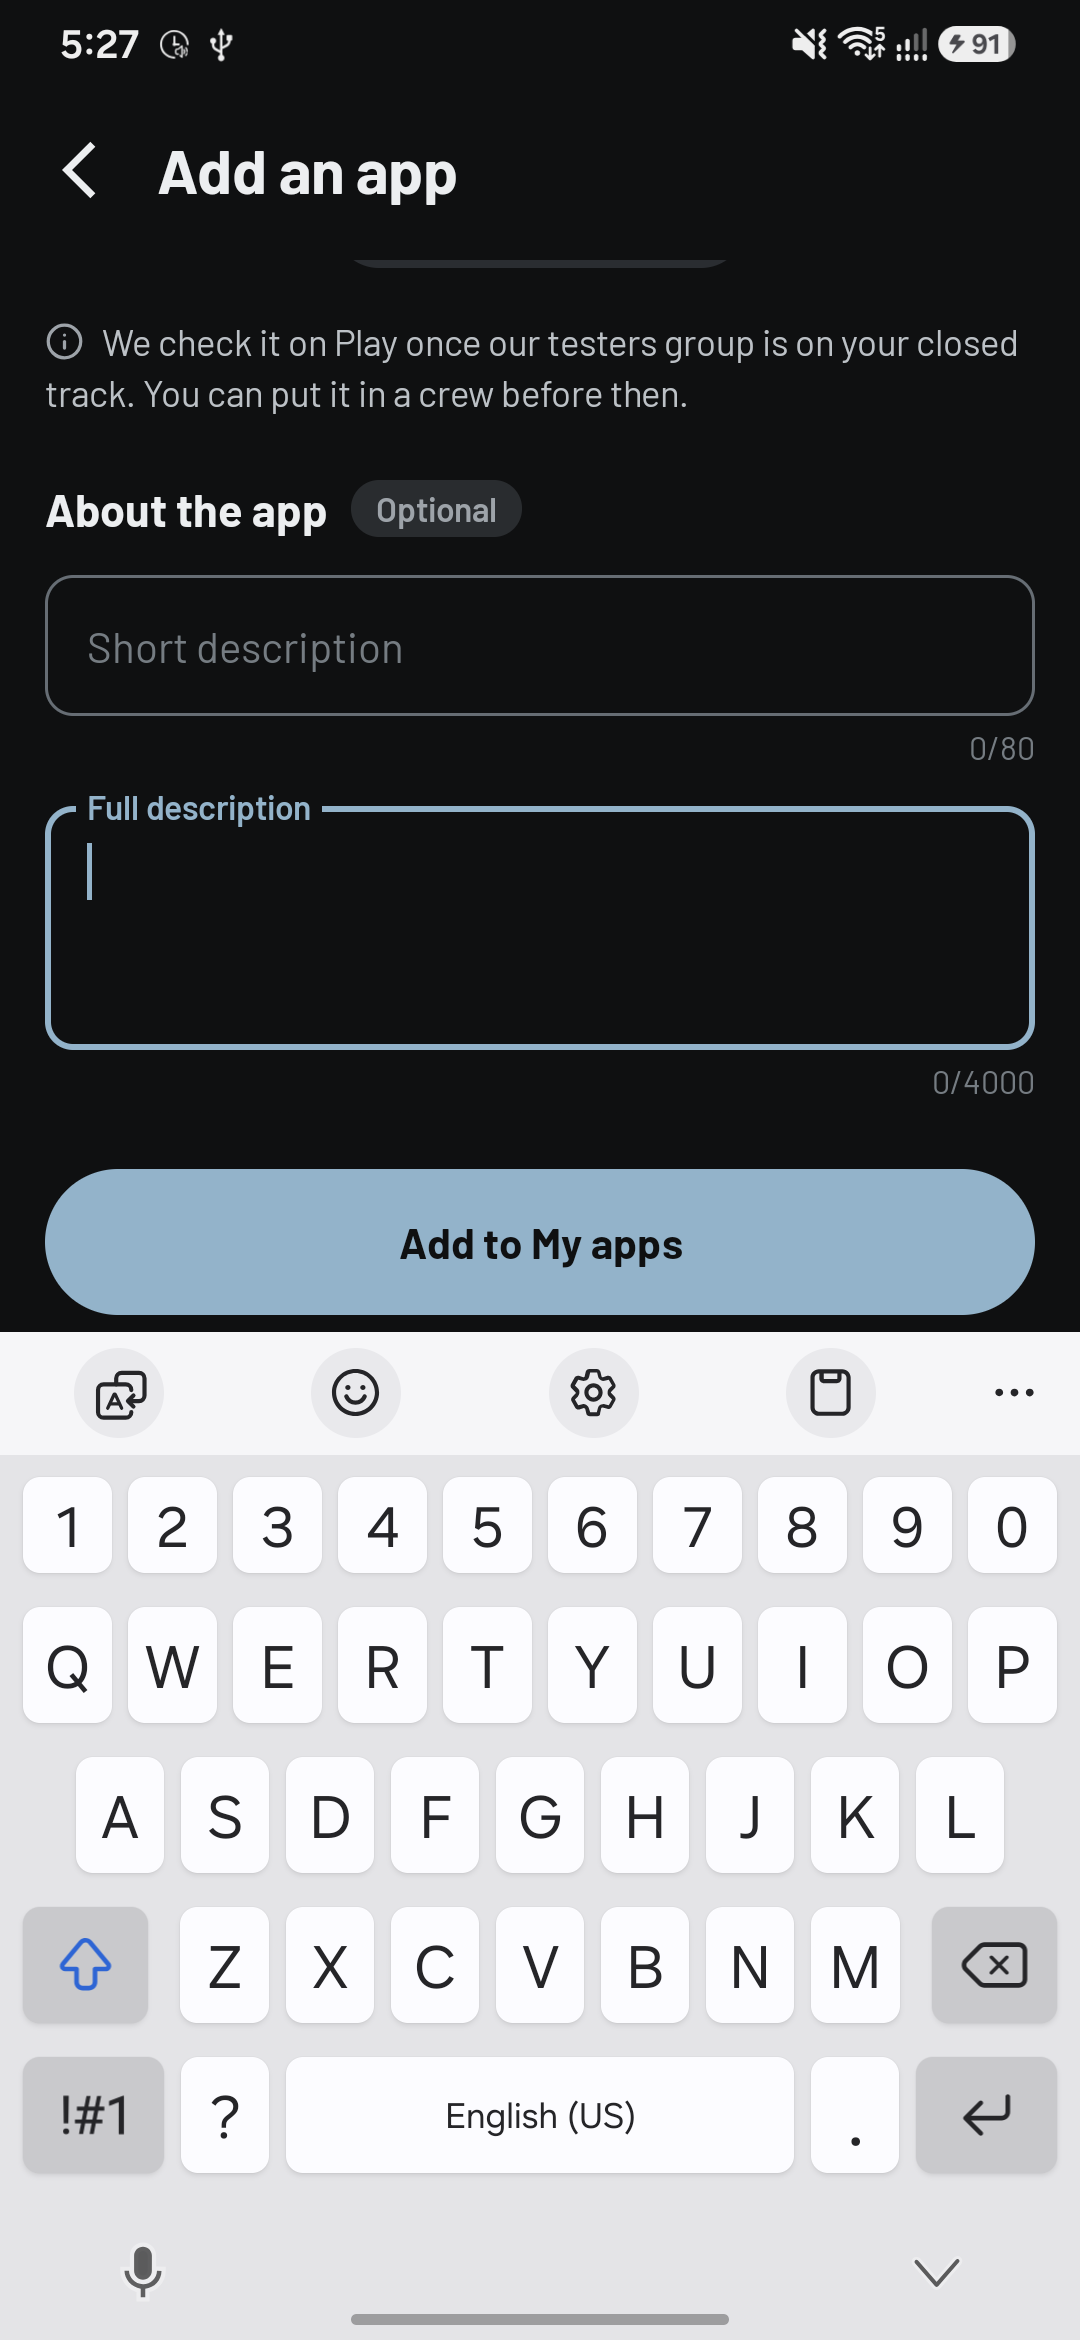 5:27
5
91
Add an app
We check it on Play once our testers group is on your closed
track. You can put it in a crew before then.
About the app
Optional
Short description
0/80
Full description
0/4000
Add to My apps
A
1 2 3 4 5 6 7 8 9 0
Q W E R T Y U I O P
A S D F G H J K L
Z X C V B N M
!#1 ? English (US) .